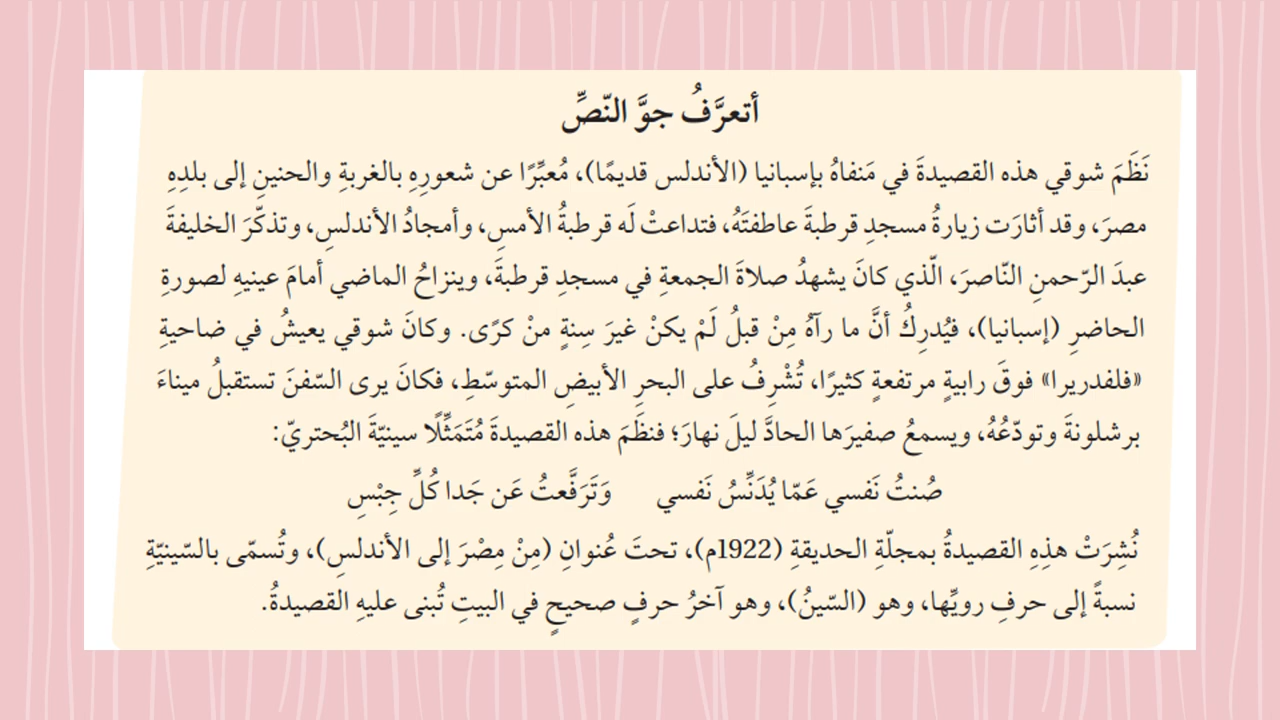 أتعرَّفُ جوَّ النّصِّ
نَظَمَ شوقي هذه القصيدةَ في مَنفاهُ بإسبانيا (الأندلس قديمًا)، مُعبِّرًا عن شعورِهِ بالغربةِ والحنينِ إلى بلدِهِ
مصرَ، وقد أثارَت زيارةُ مسجدِ قرطبةَ عاطفتَهُ، فتداعتْ لَه قرطبةُ الأمسِ، وأمجادُ الأندلسِ، وتذكّرَ الخليفةَ
عبدَ الرّحمنِ النّاصرَ، الّذي كانَ يشهدُ صلاةَ الجمعةِ في مسجدِ قرطبةَ، وينزاحُ الماضي أمامَ عينيهِ لصورةِ
الحاضرِ (إسبانيا)، فيُدرِكُ أنَّ ما رآهُ مِنْ قبلُ لَمْ يكنْ غيرَ سِنةٍ منْ كرًى. وكانَ شوقي يعيشُ في ضاحيةِ
«فلفدريرا» فوقَ رابيةٍ مرتفعةٍ كثيرًا، تُشْرِفُ على البحرِ الأبيضِ المتوسّطِ، فكانَ يرى السّفنَ تستقبلُ ميناءَ
برشلونةَ وتودّعُهُ، ويسمعُ صفيرَها الحادَّ ليلَ نهارَ؛ فنظَمَ هذه القصيدةَ مُتَمَثِّلًا سينيّةَ البُحتريّ:
صُنتُ نَفسي عَمّا يُدَنِّسُ نَفسي وَتَرَفَّعتُ عَن جَدا كُلِّ جِبْسِ
نُشِرَتْ هذِهِ القصيدةُ بمجلّةِ الحديقةِ (1922م)، تحتَ عُنوانِ (مِنْ مِصْرَ إلى الأندلسِ)، وتُسمّى بالسّينيّةِ
نسبةً إلى حرفِ رويِّها، وهو (السّينُ)، وهو آخرُ حرفٍ صحيحٍ في البيتِ تُبنى عليهِ القصيدةُ.